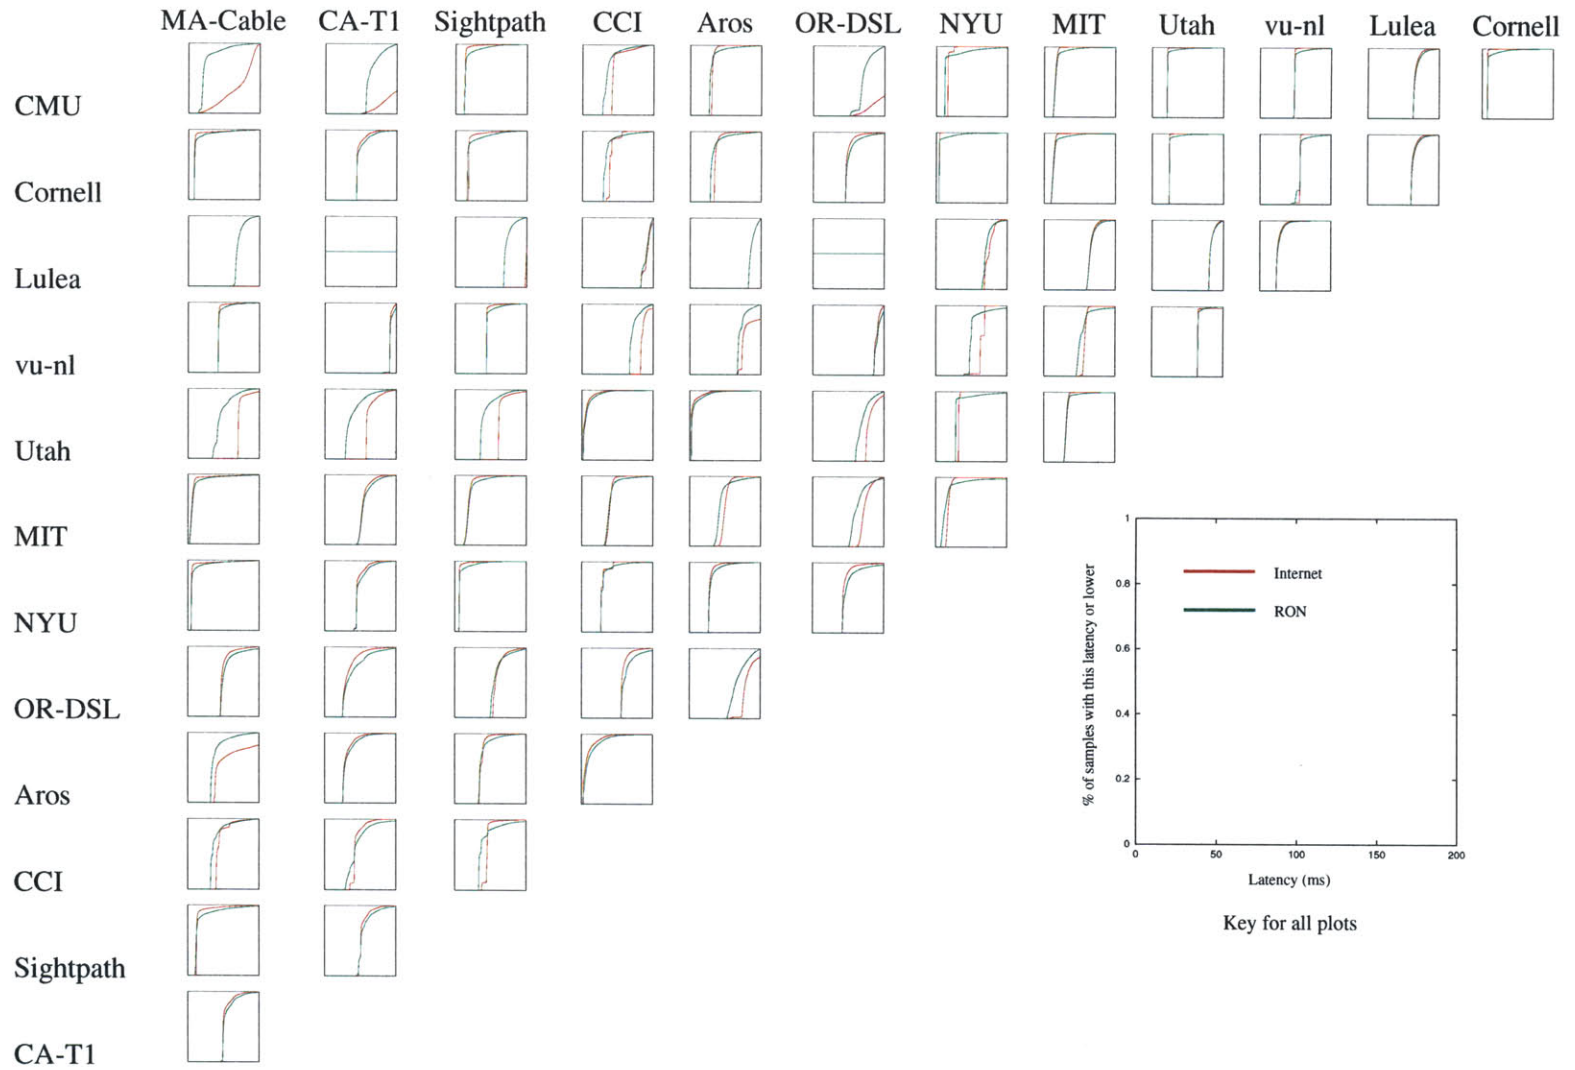 MA-Cable CA-T1 Sightpath CCI Aros OR-DSL NYU MIT Utah vu-nl Lulea Cornell
CMU
Cornell
Lulea
vu-nl
Utah
MIT
NYU
OR-DSL
Aros
CCI
Sightpath
CA-T1
1
0.8
0.6
0.4
0.2
0
% of samples with this latency or lower
Internet
RON
0 50 100 150 200
Latency (ms)
Key for all plots